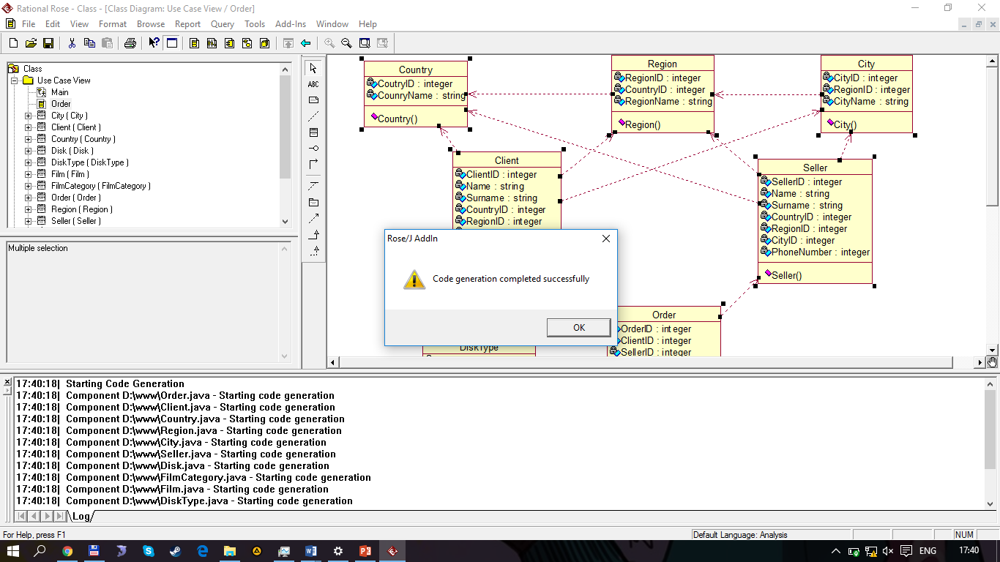 Rational Rose - Class - [Class Diagram: Use Case View / Order]
File Edit View Format Browse Report Query Tools Add-Ins Window Help
Class
Use Case View
Main
Order
City ( City )
Client ( Client )
Country ( Country )
Disk ( Disk )
DiskType ( DiskType )
Film ( Film )
FilmCategory ( FilmCategory )
Order ( Order )
Region ( Region )
Seller ( Seller )
Multiple selection
ABC
Country
CoutryID : integer
CounryName : string
Country()
Region
RegionID : integer
CountryID : integer
RegionName : string
Region()
City
CityID : integer
RegionID : integer
CityName : string
City()
Client
ClientID : integer
Name : string
Surname : string
CountryID : integer
RegionID : integer
Seller
SellerID : integer
Name : string
Surname : string
CountryID : integer
RegionID : integer
CityID : integer
PhoneNumber : integer
Seller()
Rose/J AddIn
Code generation completed successfully
OK
Order
OrderID : integer
ClientID : integer
SellerID : integer
DiskType
17:40:18| Starting Code Generation
17:40:18| Component D:\www\Order.java - Starting code generation
17:40:18| Component D:\www\Client.java - Starting code generation
17:40:18| Component D:\www\Country.java - Starting code generation
17:40:18| Component D:\www\Region.java - Starting code generation
17:40:18| Component D:\www\City.java - Starting code generation
17:40:18| Component D:\www\Seller.java - Starting code generation
17:40:18| Component D:\www\Disk.java - Starting code generation
17:40:18| Component D:\www\FilmCategory.java - Starting code generation
17:40:18| Component D:\www\Film.java - Starting code generation
17:40:18| Component D:\www\DiskType.java - Starting code generation
Log
For Help, press F1
Default Language: Analysis
NUM
ENG
17:40